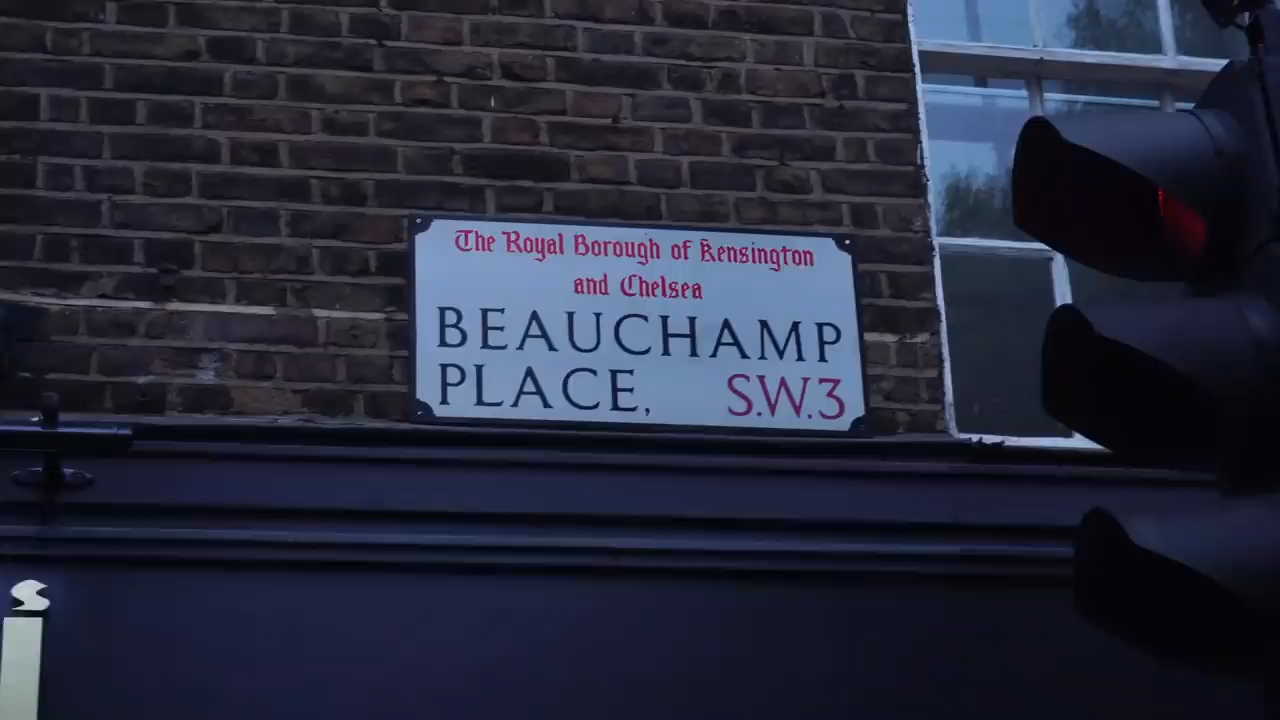 The Royal Borough of Kensington
and Chelsea
BEAUCHAMP
PLACE, S.W.3